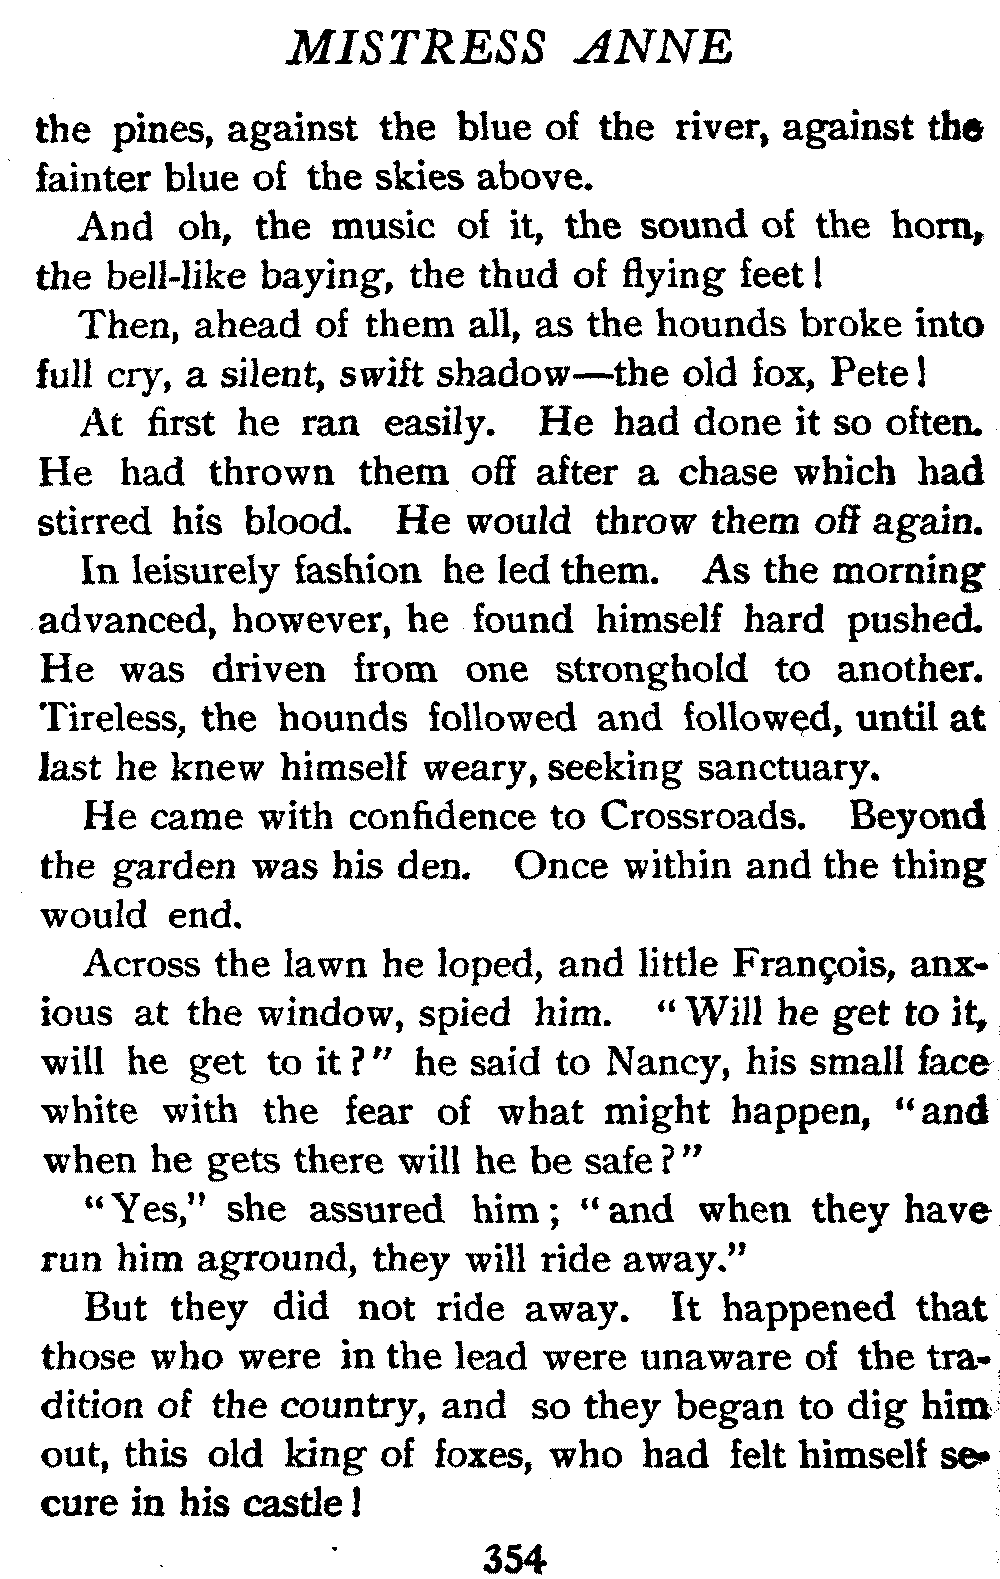 MISTRESS ANNE
the pines, against the blue of the river, against the
fainter blue of the skies above.
And oh, the music of it, the sound of the horn,
the bell-like baying, the thud of flying feet!
Then, ahead of them all, as the hounds broke into
full cry, a silent, swift shadow—the old fox, Pete!
At first he ran easily. He had done it so often.
He had thrown them off after a chase which had
stirred his blood. He would throw them off again.
In leisurely fashion he led them. As the morning
advanced, however, he found himself hard pushed.
He was driven from one stronghold to another.
Tireless, the hounds followed and followed, until at
last he knew himself weary, seeking sanctuary.
He came with confidence to Crossroads. Beyond
the garden was his den. Once within and the thing
would end.
Across the lawn he loped, and little François, anx-
ious at the window, spied him. "Will he get to it,
will he get to it?" he said to Nancy, his small face
white with the fear of what might happen, "and
when he gets there will he be safe?"
"Yes," she assured him; "and when they have
run him aground, they will ride away."
But they did not ride away. It happened that
those who were in the lead were unaware of the tra-
dition of the country, and so they began to dig him
out, this old king of foxes, who had felt himself se-
cure in his castle!
354